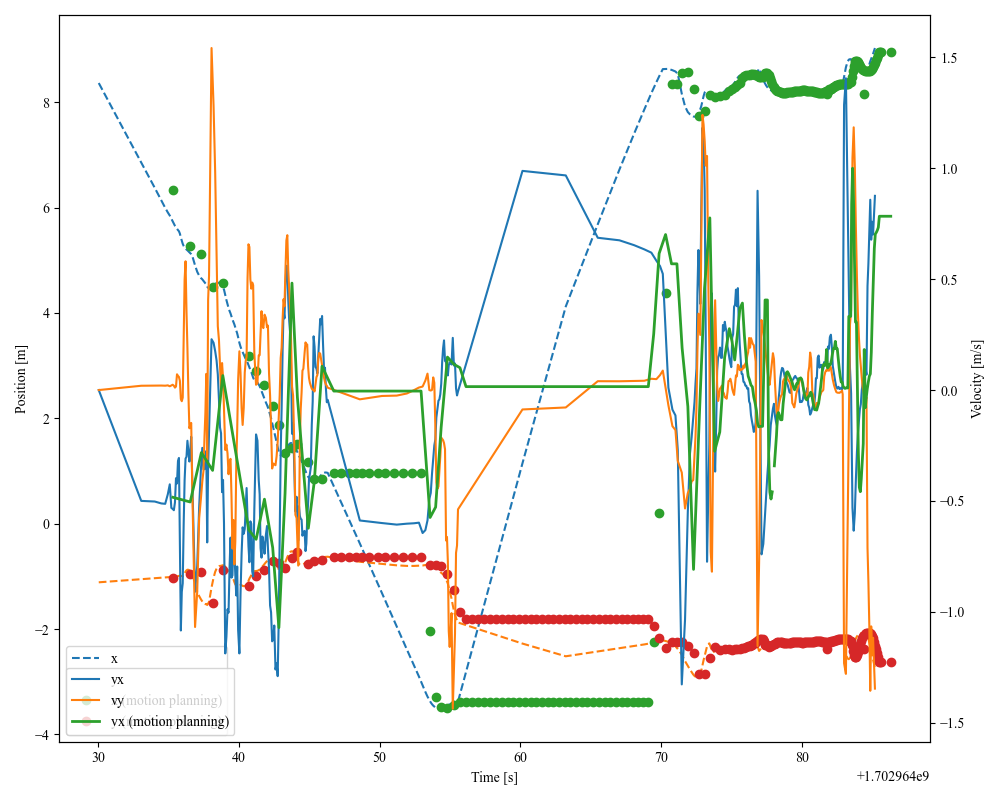 8
6
4
2
0
−2
−4
Position [m]
1.5
1.0
0.5
0.0
−0.5
−1.0
−1.5
Velocity [m/s]
x
vx
vy
(motion planning)
vx (motion planning)
30
40
50
60
70
80
Time [s]
+1.702964e9